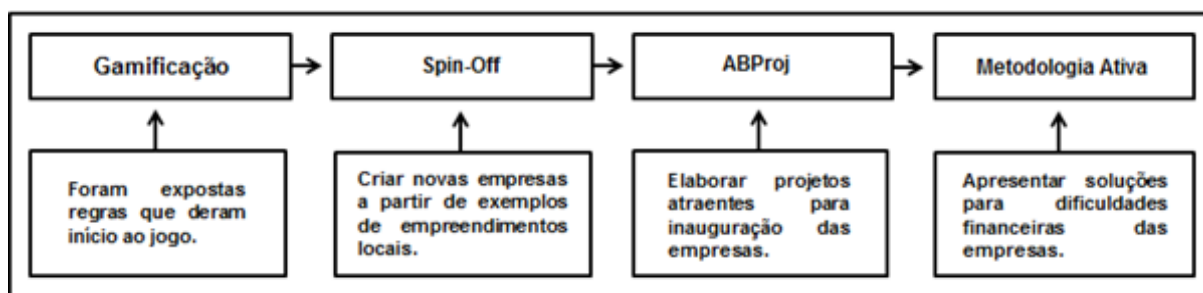 Gamificação
Spin-Off
ABProj
Metodologia Ativa
Foram expostas
regras que deram
início ao jogo.
Criar novas empresas
a partir de exemplos
de empreendimentos
locais.
Elaborar projetos
atraentes para
inauguração das
empresas.
Apresentar soluções
para dificuldades
financeiras das
empresas.